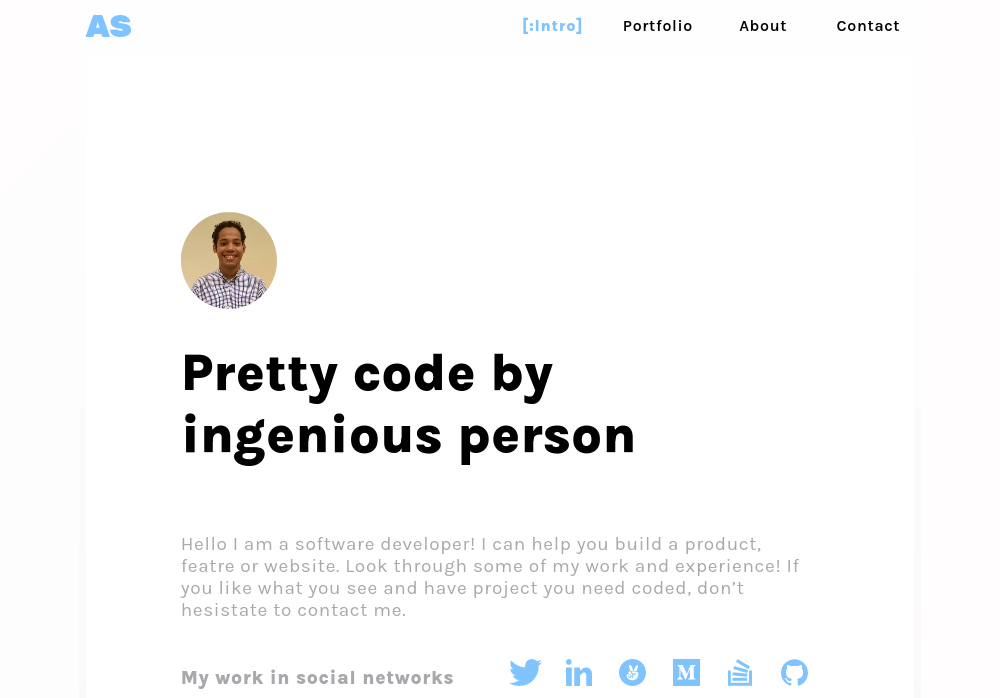 AS [:Intro] Portfolio About Contact
Pretty code by
ingenious person
Hello I am a software developer! I can help you build a product,
featre or website. Look through some of my work and experience! If
you like what you see and have project you need coded, don’t
hesistate to contact me.
My work in social networks